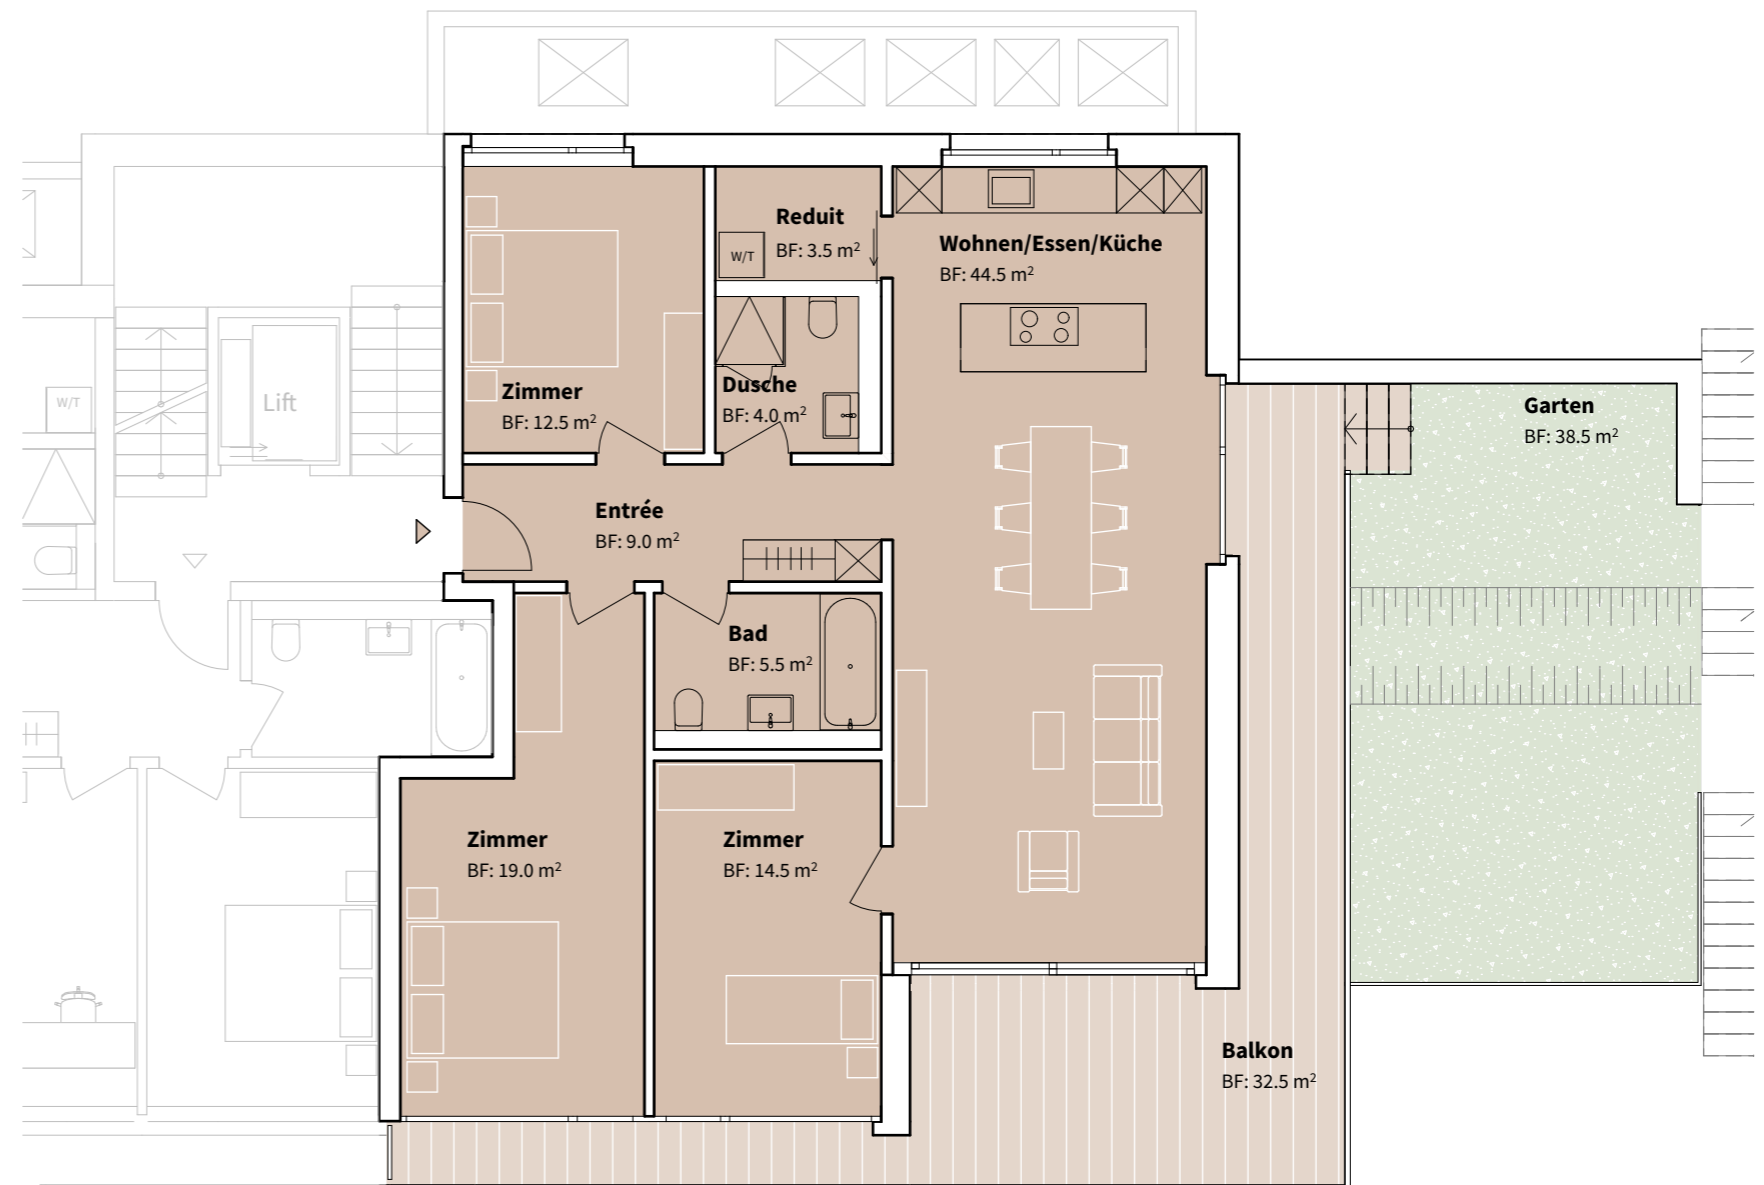 Reduit
BF: 3.5 m²
W/T
Wohnen/Essen/Küche
BF: 44.5 m²
Zimmer
BF: 12.5 m²
Dusche
BF: 4.0 m²
W/T
Lift
Garten
BF: 38.5 m²
Entrée
BF: 9.0 m²
Bad
BF: 5.5 m²
Zimmer
BF: 19.0 m²
Zimmer
BF: 14.5 m²
Balkon
BF: 32.5 m²